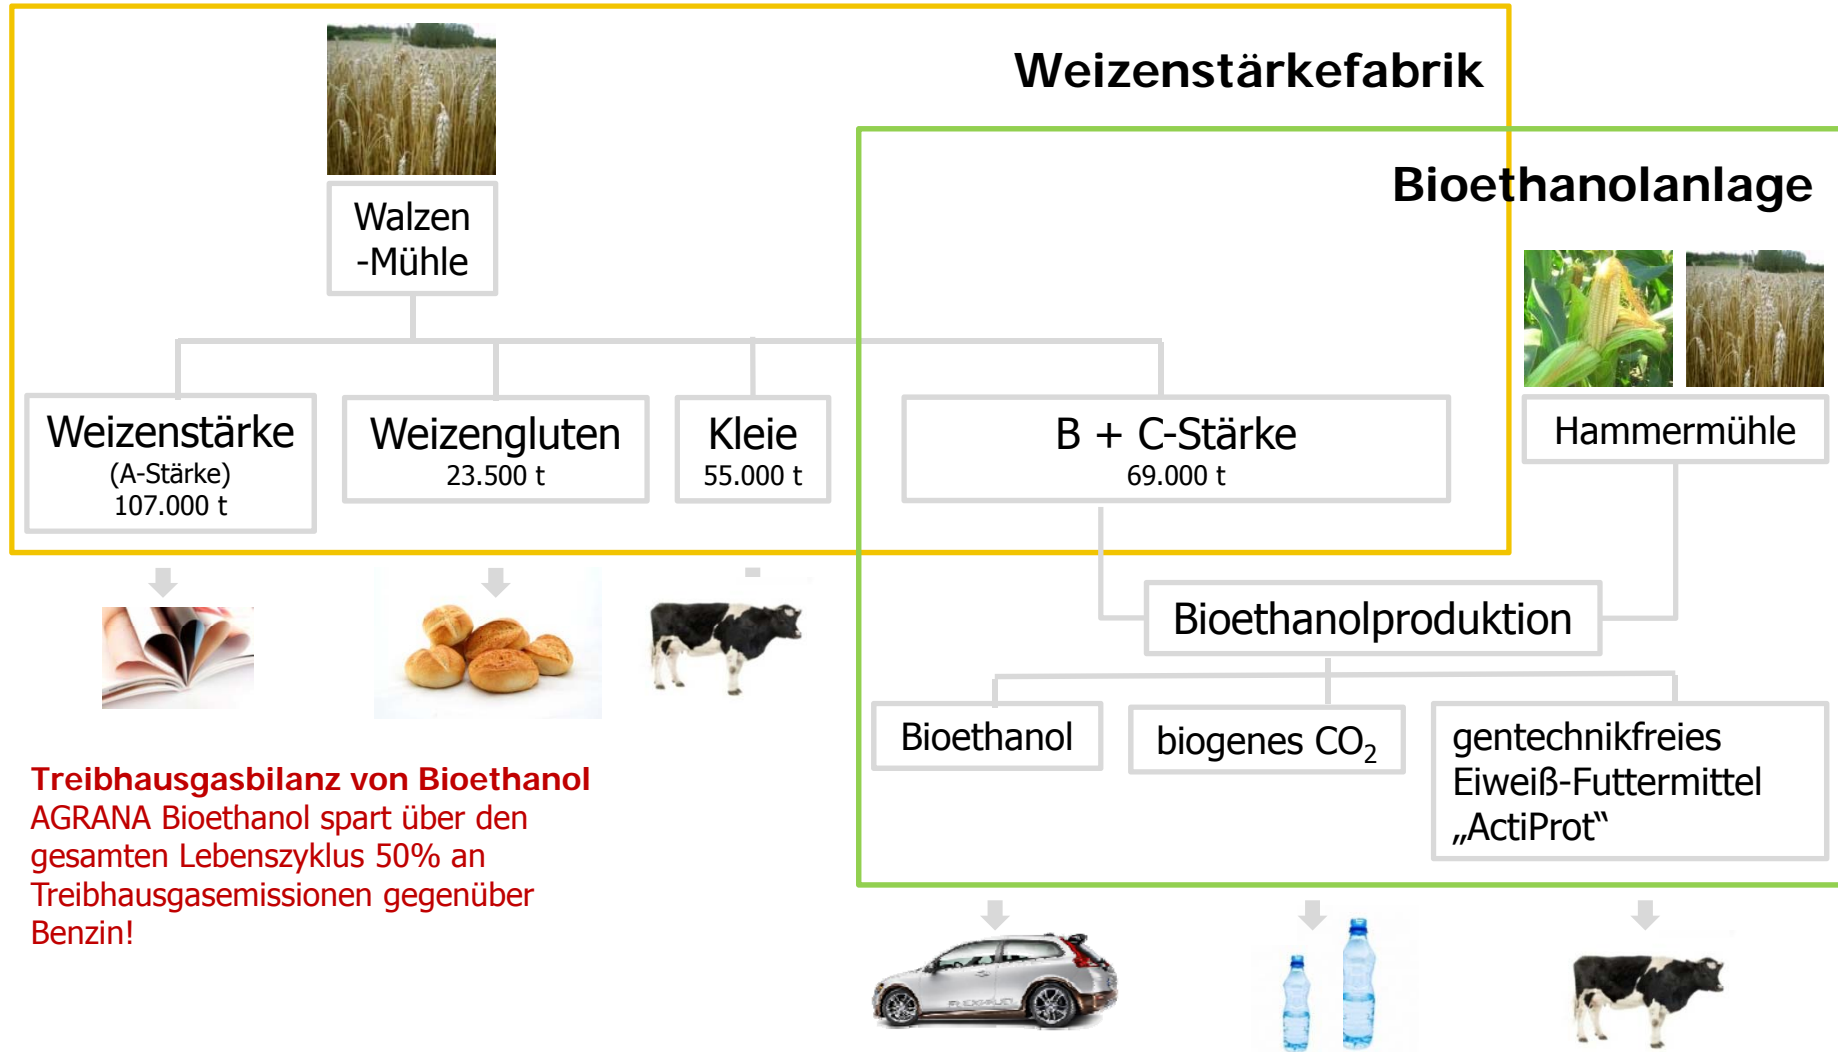 Weizenstärkefabrik
Bioethanolanlage
Walzen
-Mühle
Weizenstärke
(A-Stärke)
107.000 t
Weizengluten
23.500 t
Kleie
55.000 t
B + C-Stärke
69.000 t
Hammermühle
Bioethanolproduktion
Bioethanol
biogenes CO₂
gentechnikfreies
Eiweiß-Futtermittel
„ActiProt“
Treibhausgasbilanz von Bioethanol
AGRANA Bioethanol spart über den
gesamten Lebenszyklus 50% an
Treibhausgasemissionen gegenüber
Benzin!